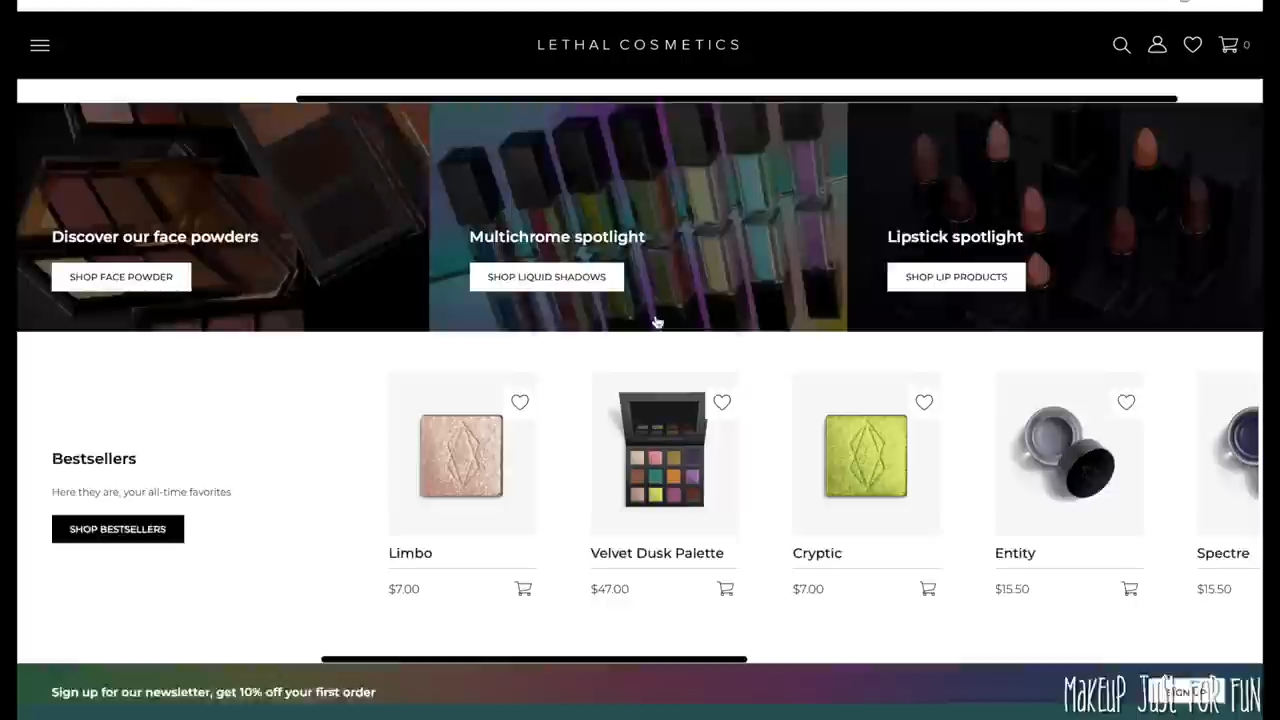 LETHAL COSMETICS
0
Discover our face powders
Multichrome spotlight
Lipstick spotlight
SHOP FACE POWDER
SHOP LIQUID SHADOWS
SHOP LIP PRODUCTS
Bestsellers
Here they are, your all-time favorites
SHOP BESTSELLERS
Limbo
Velvet Dusk Palette
Cryptic
Entity
Spectre
$7.00
$47.00
$7.00
$15.50
$15.50
Sign up for our newsletter, get 10% off your first order
SIGN UP
MAKEUP JUST FOR FUN